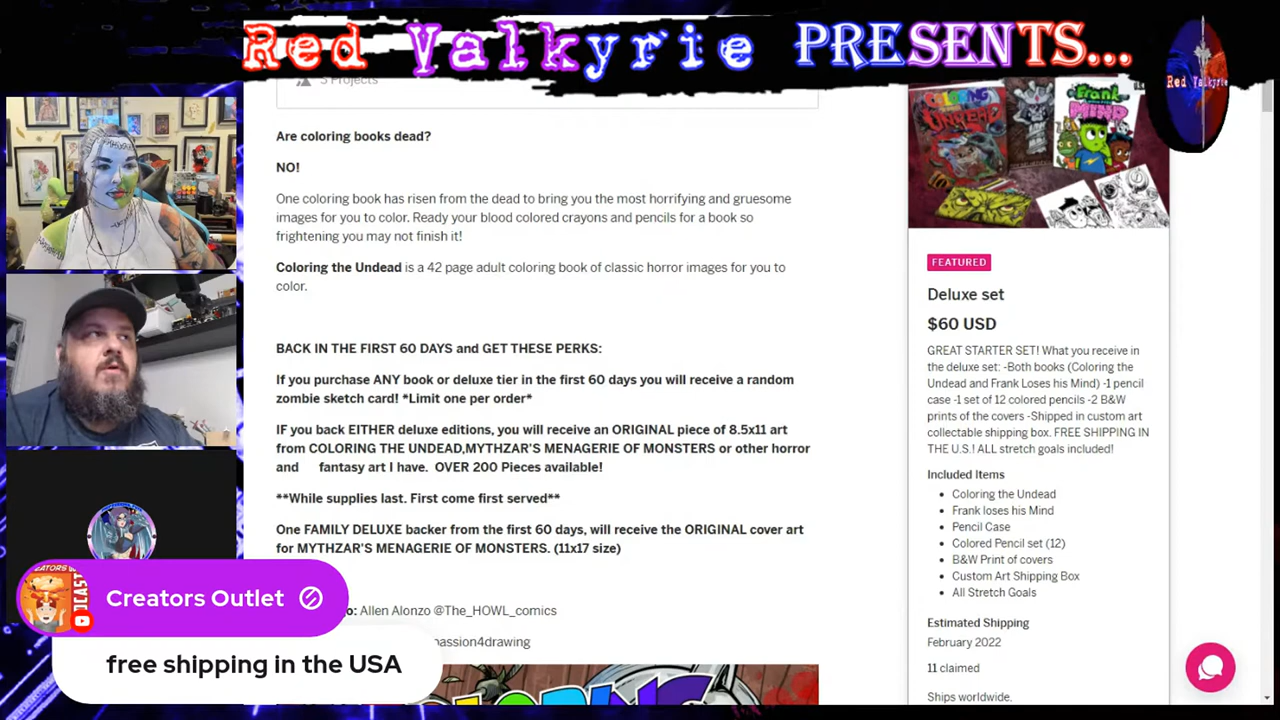 Red Valkyrie PRESENTS...
Red Valkyrie
3 Projects
Are coloring books dead?
NO!
One coloring book has risen from the dead to bring you the most horrifying and gruesome
images for you to color. Ready your blood colored crayons and pencils for a book so
frightening you may not finish it!
Coloring the Undead is a 42 page adult coloring book of classic horror images for you to
color.
BACK IN THE FIRST 60 DAYS and GET THESE PERKS:
If you purchase ANY book or deluxe tier in the first 60 days you will receive a random
zombie sketch card! *Limit one per order*
IF you back EITHER deluxe editions, you will receive an ORIGINAL piece of 8.5x11 art
from COLORING THE UNDEAD,MYTHZAR'S MENAGERIE OF MONSTERS or other horror
and fantasy art I have. OVER 200 Pieces available!
**While supplies last. First come first served**
One FAMILY DELUXE backer from the first 60 days, will receive the ORIGINAL cover art
for MYTHZAR'S MENAGERIE OF MONSTERS. (11x17 size)
Allen Alonzo @The_HOWL_comics
passion4drawing
COLORING
UNDEAD
Frank
MIND
FEATURED
Deluxe set
$60 USD
GREAT STARTER SET! What you receive in
the deluxe set: -Both books (Coloring the
Undead and Frank Loses his Mind) -1 pencil
case -1 set of 12 colored pencils -2 B&W
prints of the covers -Shipped in custom art
collectable shipping box. FREE SHIPPING IN
THE U.S.! ALL stretch goals included!
Included Items
Coloring the Undead
Frank loses his Mind
Pencil Case
Colored Pencil set (12)
B&W Print of covers
Custom Art Shipping Box
All Stretch Goals
Estimated Shipping
February 2022
11 claimed
Ships worldwide.
Creators Outlet
free shipping in the USA